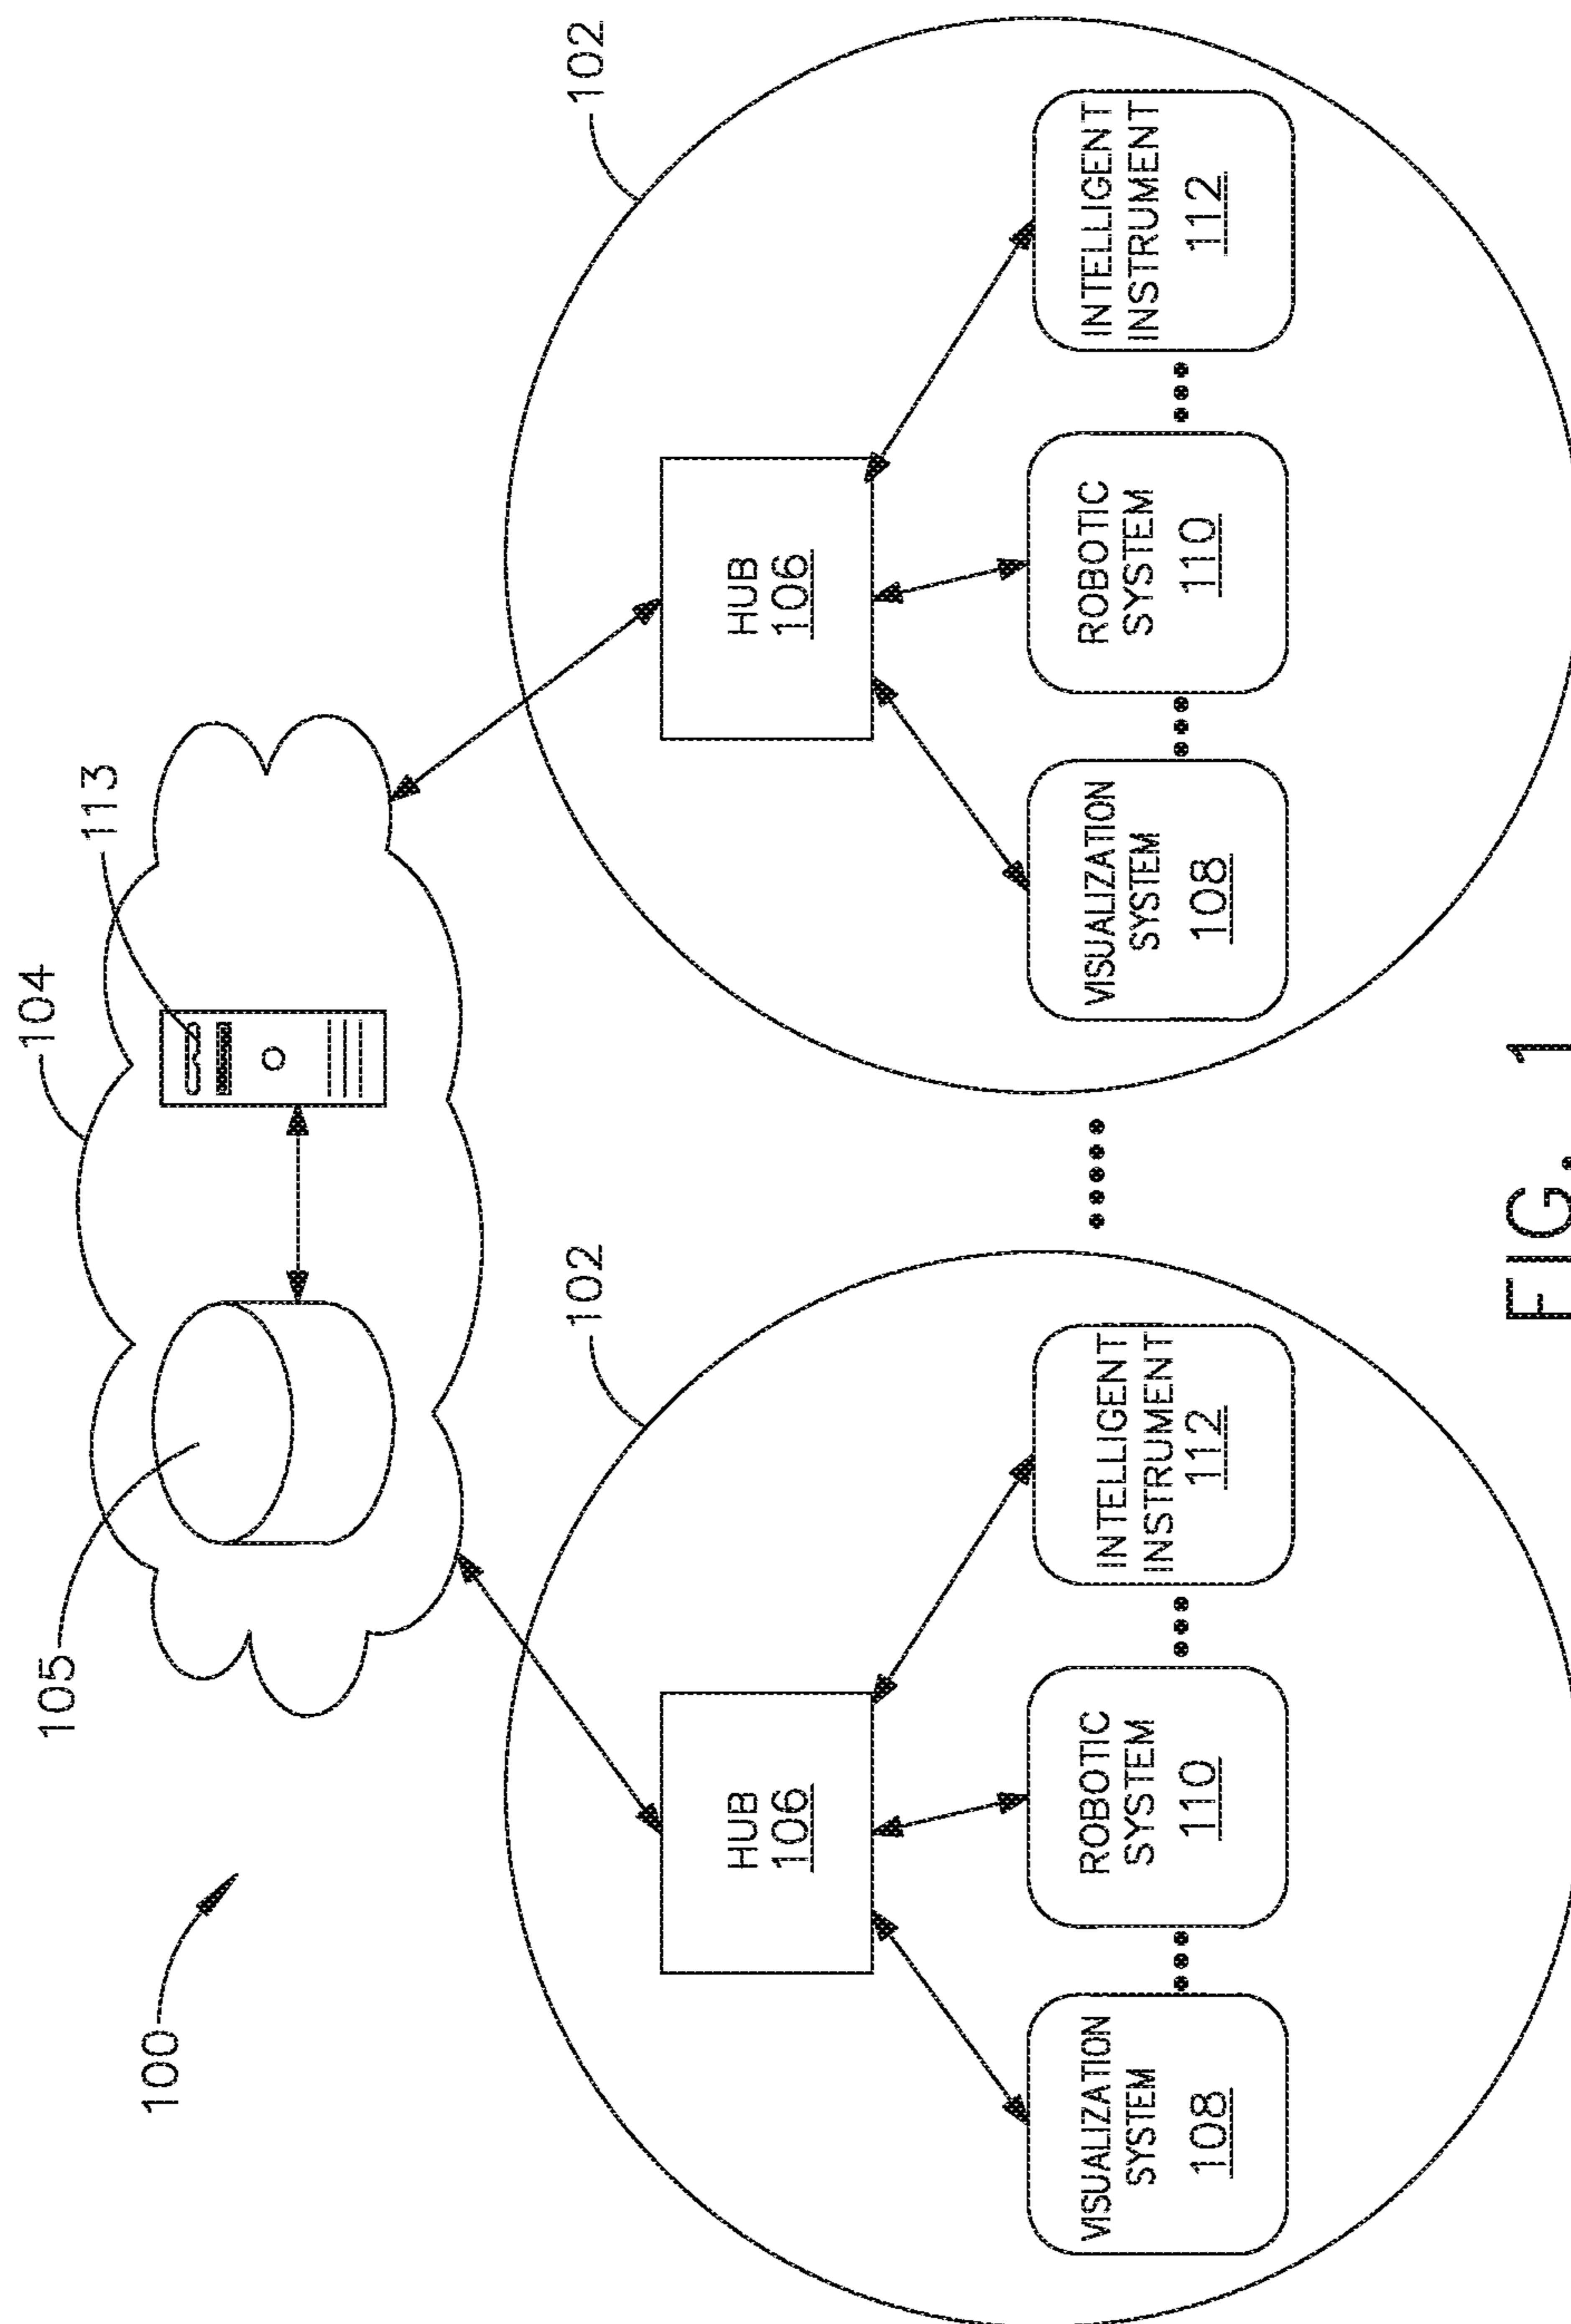 100
105
104
113
102
HUB
106
VISUALIZATION
SYSTEM
108
ROBOTIC
SYSTEM
110
INTELLIGENT
INSTRUMENT
112
102
HUB
106
VISUALIZATION
SYSTEM
108
ROBOTIC
SYSTEM
110
INTELLIGENT
INSTRUMENT
112
FIG. 1